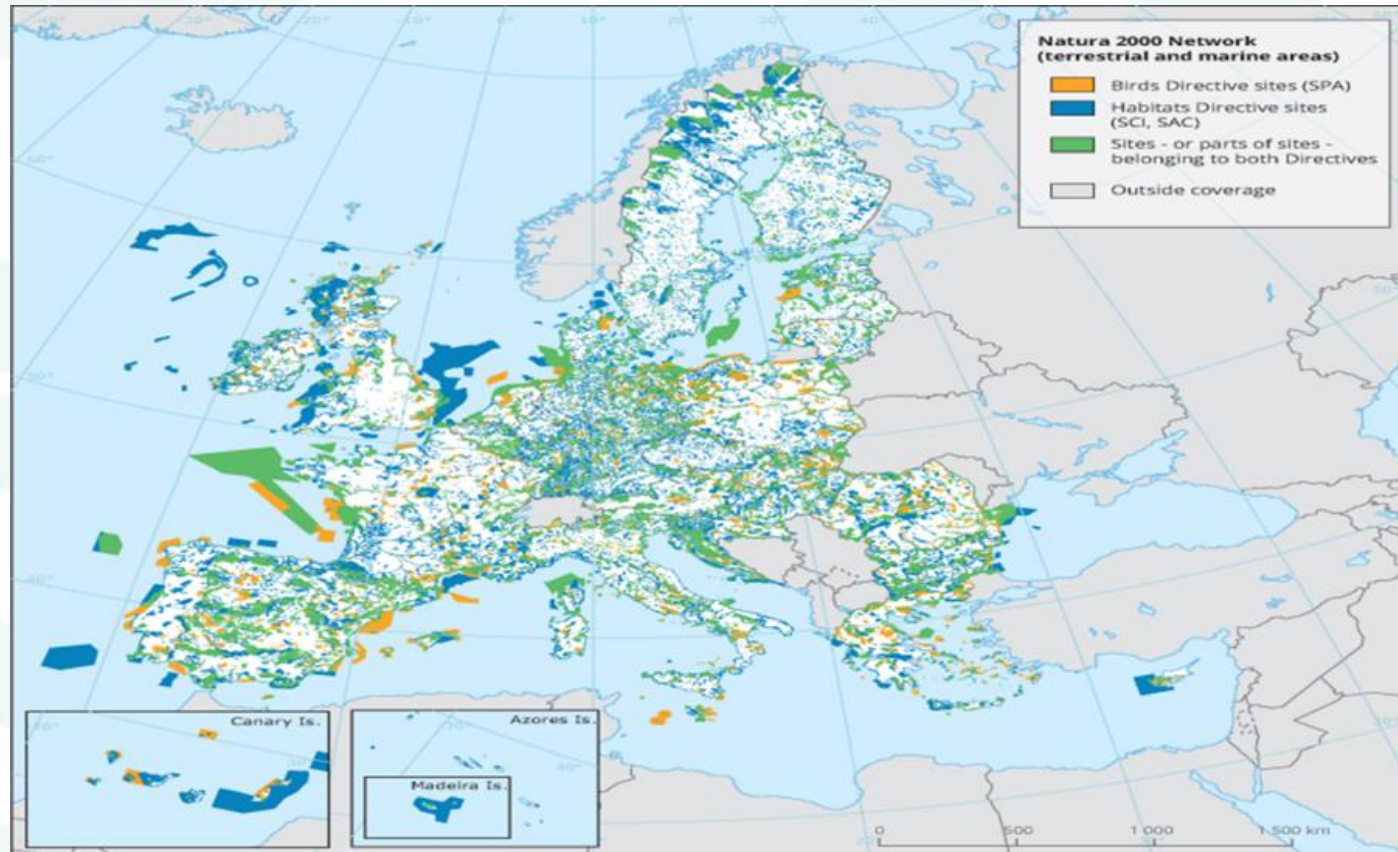 Natura 2000 Network
(terrestrial and marine areas)
Birds Directive sites (SPA)
Habitats Directive sites
(SCI, SAC)
Sites - or parts of sites -
belonging to both Directives
Outside coverage
Canary Is.
Azores Is.
Madeira Is.
0 500 1 000 1 500 km